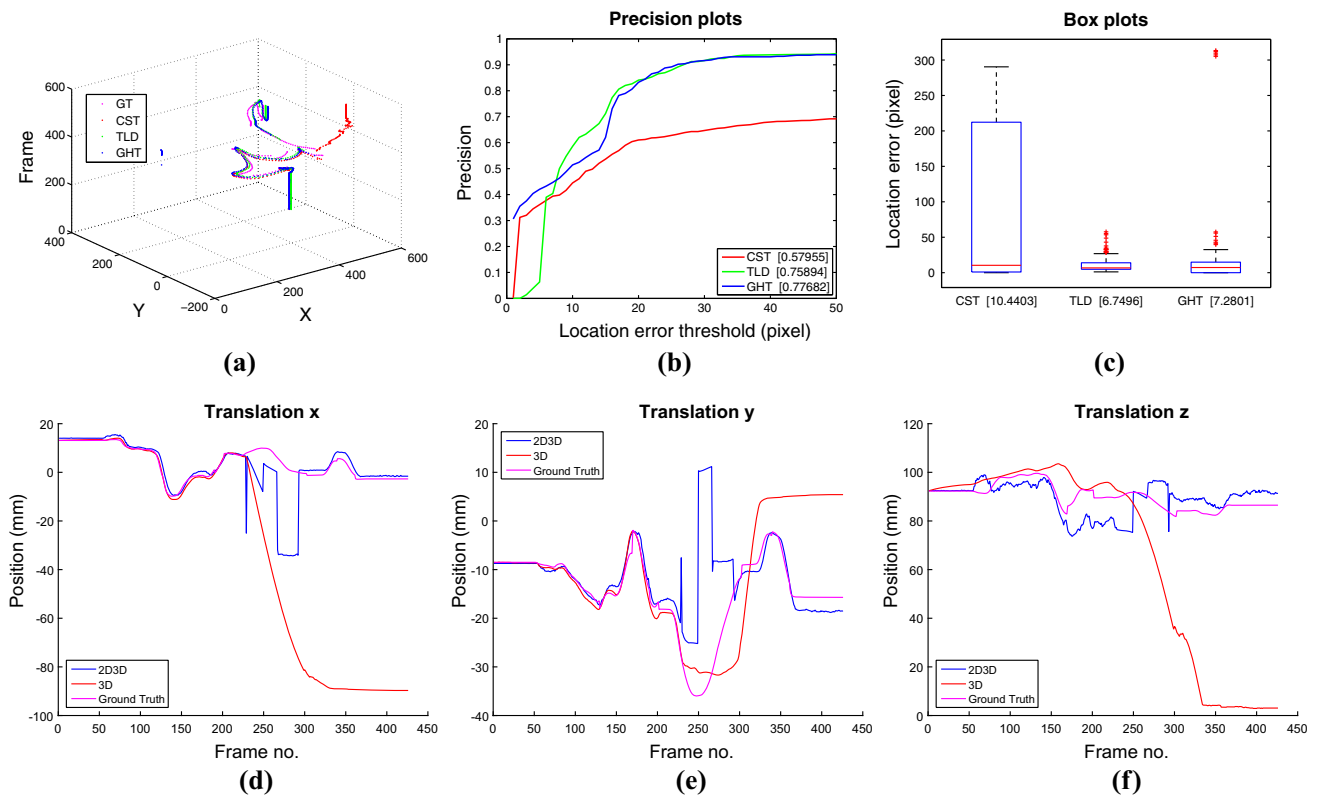 600
400
200
0
Frame
GT
CST
TLD
GHT
400
200
0
−200
Y
0
200
400
600
X
(a)
Precision plots
1
0.9
0.8
0.7
0.6
0.5
0.4
0.3
0.2
0.1
0
Precision
CST [0.57955]
TLD [0.75894]
GHT [0.77682]
0 10 20 30 40 50
Location error threshold (pixel)
(b)
Box plots
300
250
200
150
100
50
0
Location error (pixel)
CST [10.4403] TLD [6.7496] GHT [7.2801]
(c)
Translation x
20
0
-20
-40
-60
-80
-100
Position (mm)
2D3D
3D
Ground Truth
0 50 100 150 200 250 300 350 400 450
Frame no.
(d)
Translation y
20
10
0
-10
-20
-30
-40
Position (mm)
2D3D
3D
Ground Truth
0 50 100 150 200 250 300 350 400 450
Frame no.
(e)
Translation z
120
100
80
60
40
20
0
Position (mm)
2D3D
3D
Ground Truth
0 50 100 150 200 250 300 350 400 450
Frame no.
(f)